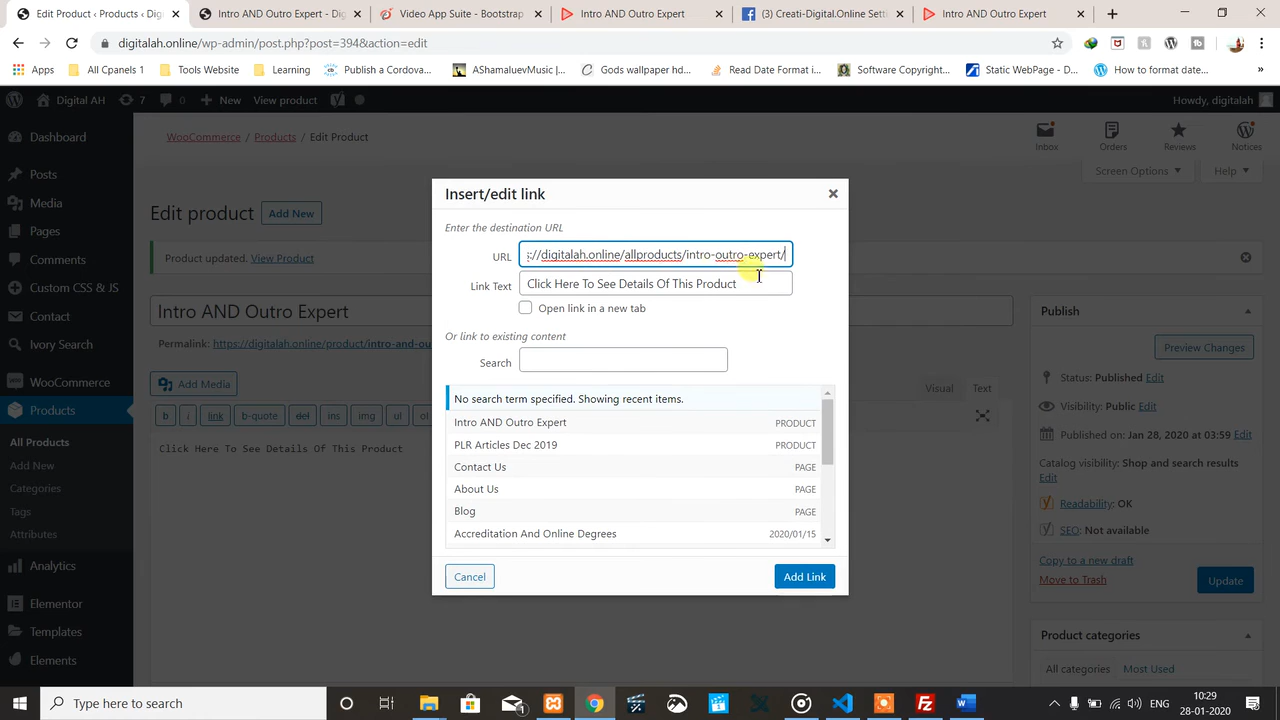 Products ‹ Product ‹ Digital AH
Intro AND Outro Expert - Digital
Video App Suite - Bootstrap
Intro AND Outro Expert
(3) Creati-Digital.Online Setti
Intro AND Outro Expert
digitalah.online/wp-admin/post.php?post=394&action=edit
Apps
All Cpanels 1
Tools Website
Learning
Publish a Cordova...
AShamaluevMusic |...
Gods wallpaper hd...
Read Date Format i...
Software Copyright...
Static WebPage - D...
How to format date...
»
Digital AH
7
0
New
View product
Howdy, digitalah
Dashboard
Posts
Media
Pages
Comments
Custom CSS & JS
Contact
Ivory Search
WooCommerce
Products
All Products
Add New
Categories
Tags
Attributes
Analytics
Elementor
Templates
Elements
WooCommerce / Products / Edit Product
Inbox
Orders
Reviews
Notices
Screen Options
Help
Edit product
Add New
Product updated. View Product
Intro AND Outro Expert
Permalink: https://digitalah.online/product/intro-and-ou
Add Media
Visual
Text
b
i
link
b-quote
del
ins
img
ul
ol
Click Here To See Details Of This Product
Insert/edit link
Enter the destination URL
URL
s://digitalah.online/allproducts/intro-outro-expert/
Link Text
Click Here To See Details Of This Product
Open link in a new tab
Or link to existing content
Search
No search term specified. Showing recent items.
Intro AND Outro Expert PRODUCT
PLR Articles Dec 2019 PRODUCT
Contact Us PAGE
About Us PAGE
Blog PAGE
Accreditation And Online Degrees 2020/01/15
Cancel
Add Link
Publish
Preview Changes
Status: Published Edit
Visibility: Public Edit
Published on: Jan 28, 2020 at 03:59 Edit
Catalog visibility: Shop and search results
Edit
Readability: OK
SEO: Not available
Copy to a new draft
Move to Trash
Update
Product categories
All categories
Most Used
Type here to search
1
ENG
10:29
28-01-2020